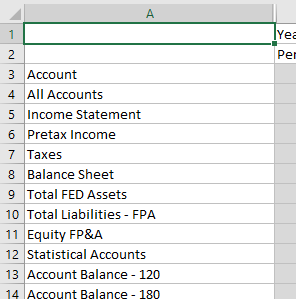 A
1 Yea
2 Per
3 Account
4 All Accounts
5 Income Statement
6 Pretax Income
7 Taxes
8 Balance Sheet
9 Total FED Assets
10 Total Liabilities - FPA
11 Equity FP&A
12 Statistical Accounts
13 Account Balance - 120
14 Account Balance - 180